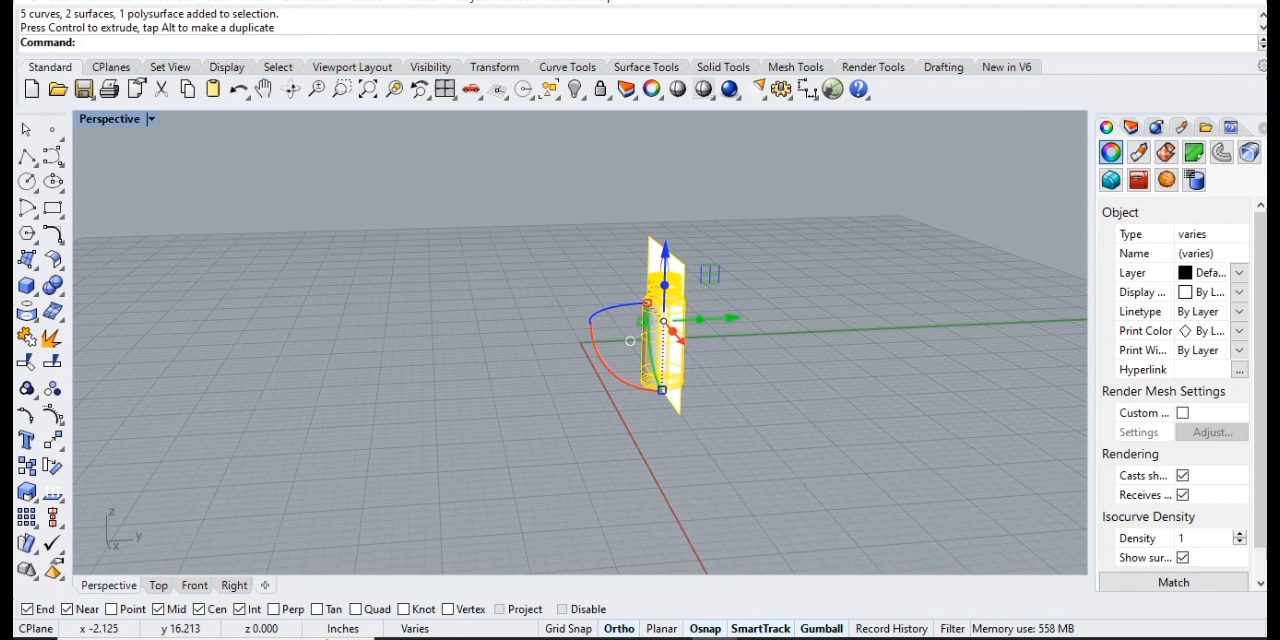 5 curves, 2 surfaces, 1 polysurface added to selection.
Press Control to extrude, tap Alt to make a duplicate
Command:
Standard CPlanes Set View Display Select Viewport Layout Visibility Transform Curve Tools Surface Tools Solid Tools Mesh Tools Render Tools Drafting New in V6
Perspective
Object
Type varies
Name (varies)
Layer Defa...
Display ... By L...
Linetype By Layer
Print Color By L...
Print Wi... By Layer
Hyperlink ...
Render Mesh Settings
Custom ...
Settings Adjust...
Rendering
Casts sh...
Receives ...
Isocurve Density
Density 1
Show sur...
Match
z
y
x
Perspective Top Front Right
End Near Point Mid Cen Int Perp Tan Quad Knot Vertex Project Disable
CPlane x -2.125 y 16.213 z 0.000 Inches Varies Grid Snap Ortho Planar Osnap SmartTrack Gumball Record History Filter Memory use: 558 MB